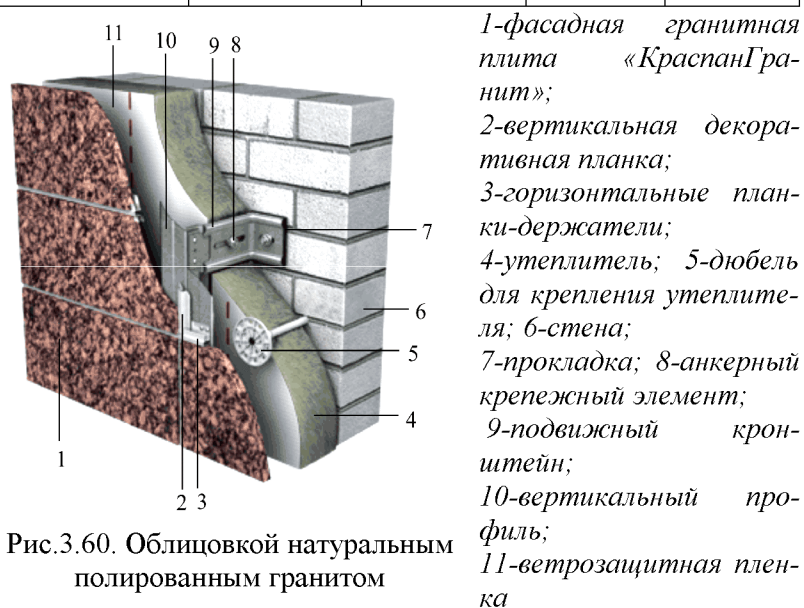 11
10
9
8
7
6
5
4
1
2 3
Рис.3.60. Облицовкой натуральным
полированным гранитом
1-фасадная гранитная
плита «КраспанГра-
нит»;
2-вертикальная декора-
тивная планка;
3-горизонтальные план-
ки-держатели;
4-утеплитель; 5-дюбель
для крепления утеплите-
ля; 6-стена;
7-прокладка; 8-анкерный
крепежный элемент;
9-подвижный крон-
штейн;
10-вертикальный про-
филь;
11-ветрозащитная плен-
ка